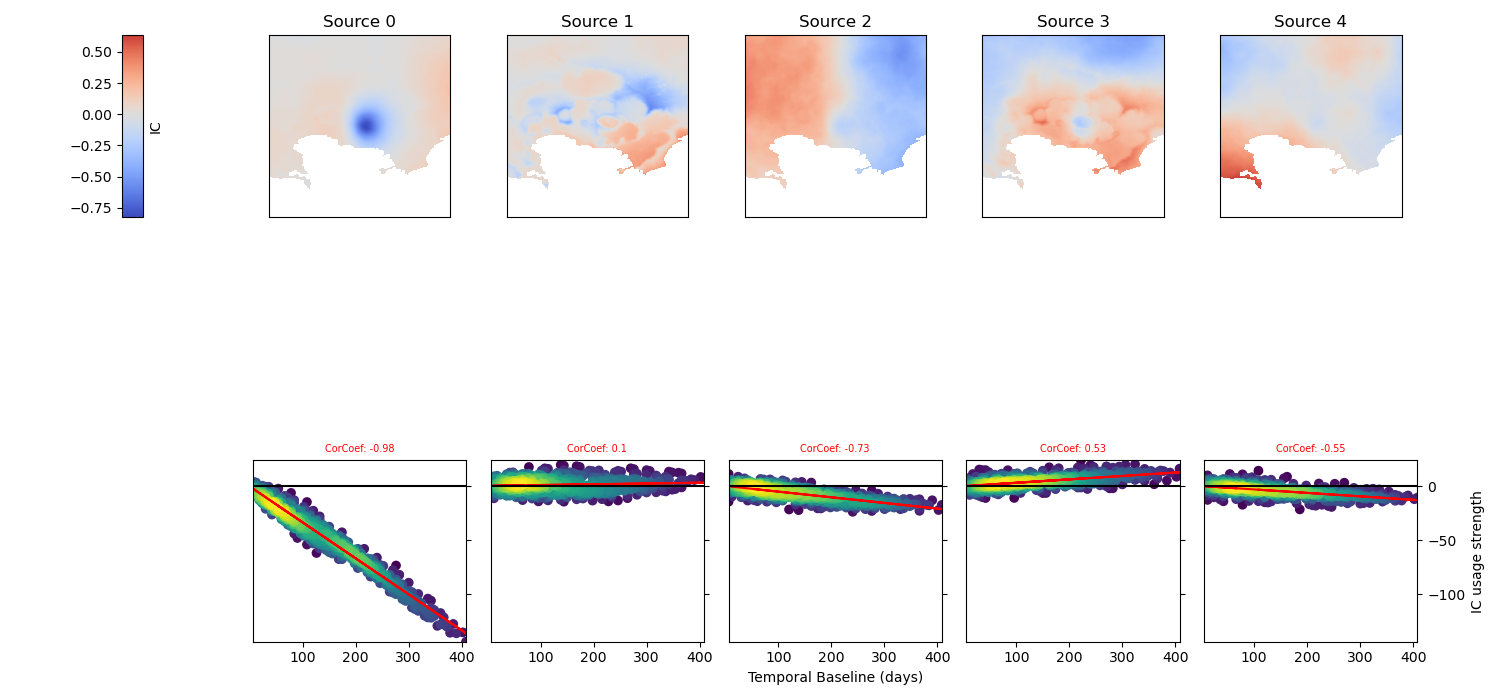 Source 0
Source 1
Source 2
Source 3
Source 4
0.50
0.25
0.00
−0.25
−0.50
−0.75
IC
CorCoef: -0.98
CorCoef: 0.1
CorCoef: -0.73
CorCoef: 0.53
CorCoef: -0.55
0
−50
−100
IC usage strength
100 200 300 400
100 200 300 400
100 200 300 400
100 200 300 400
100 200 300 400
Temporal Baseline (days)